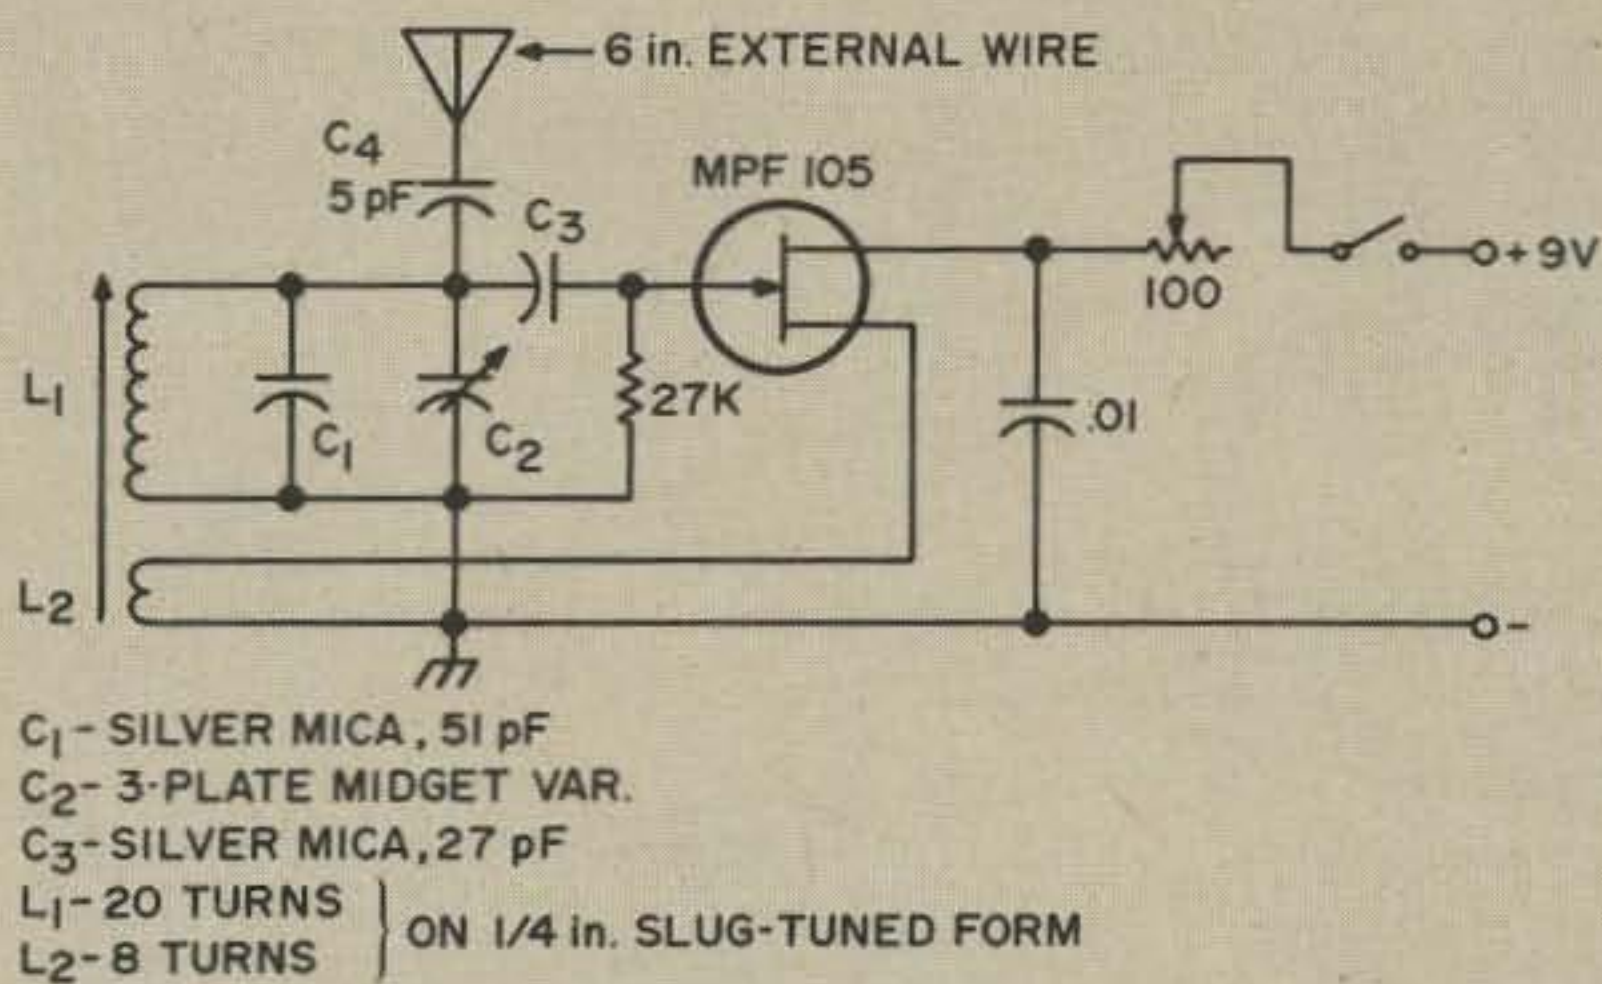 6 in. EXTERNAL WIRE
C4
5 pF
C3
MPF 105
+9V
100
L1
C1
C2
27K
.01
L2
-
C1-SILVER MICA, 51 pF
C2-3-PLATE MIDGET VAR.
C3-SILVER MICA, 27 pF
L1-20 TURNS
L2-8 TURNS
ON 1/4 in. SLUG-TUNED FORM